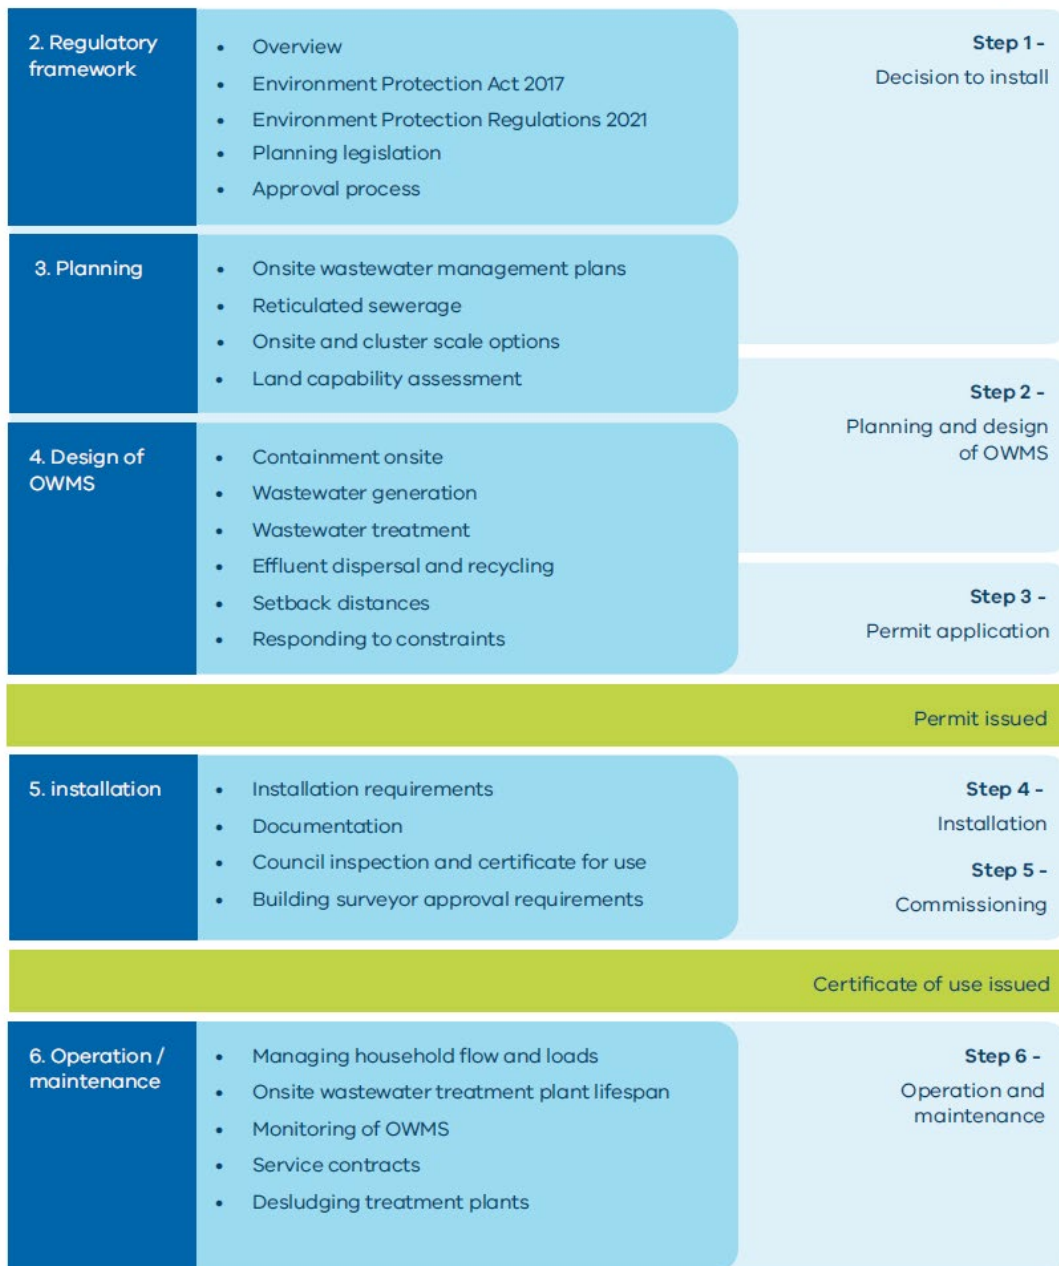 2. Regulatory
framework
• Overview
• Environment Protection Act 2017
• Environment Protection Regulations 2021
• Planning legislation
• Approval process
Step 1 -
Decision to install
3. Planning
• Onsite wastewater management plans
• Reticulated sewerage
• Onsite and cluster scale options
• Land capability assessment
Step 2 -
Planning and design
of OWMS
4. Design of
OWMS
• Containment onsite
• Wastewater generation
• Wastewater treatment
• Effluent dispersal and recycling
• Setback distances
• Responding to constraints
Step 3 -
Permit application
Permit issued
5. installation
• Installation requirements
• Documentation
• Council inspection and certificate for use
• Building surveyor approval requirements
Step 4 -
Installation
Step 5 -
Commissioning
Certificate of use issued
6. Operation /
maintenance
• Managing household flow and loads
• Onsite wastewater treatment plant lifespan
• Monitoring of OWMS
• Service contracts
• Desludging treatment plants
Step 6 -
Operation and
maintenance